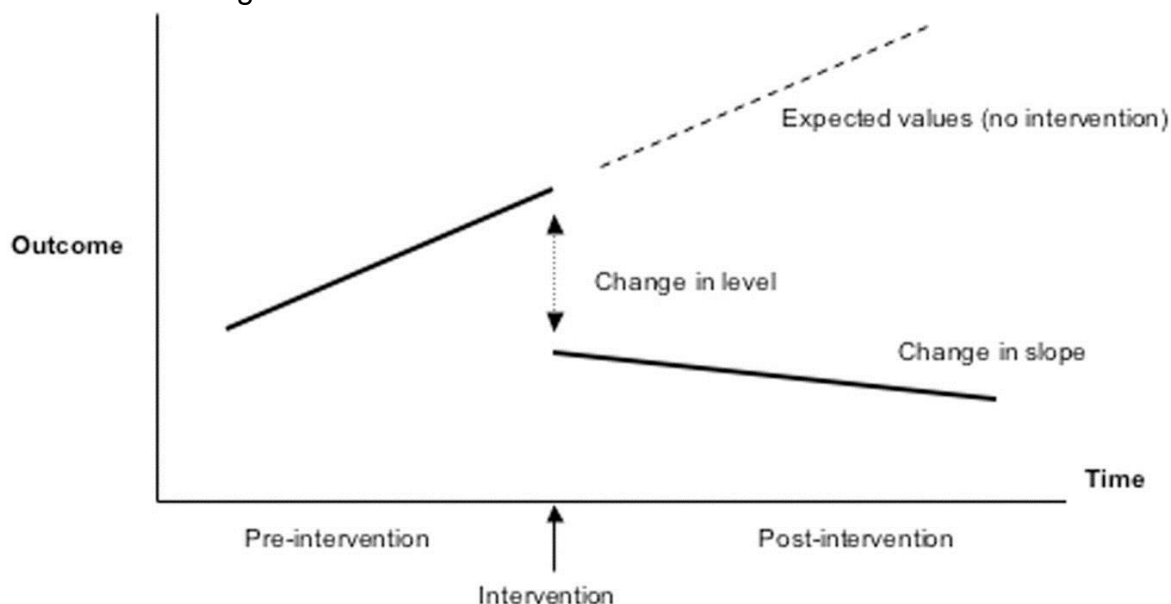 Expected values (no intervention)
Outcome
Change in level
Change in slope
Time
Pre-intervention
Post-intervention
Intervention